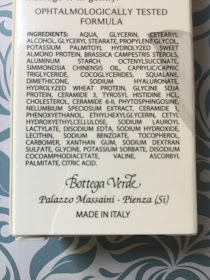 OPHTALMOLOGICALLY TESTED
FORMULA
INGREDIENTS: AQUA, GLYCERIN, CETEARYL
ALCOHOL, GLYCERYL STEARATE, PROPYLENE GLYCOL,
POTASSIUM PALMITOYL HYDROLYZED SWEET
ALMOND PROTEIN, BRASSICA CAMPESTRIS STEROLS,
ALUMINUM STARCH OCTENYLSUCCINATE,
SIMMONDSIA CHINENSIS OIL, CAPRYLIC/CAPRIC
TRIGLYCERIDE, COCOGLYCERIDES, SQUALANE,
DIMETHICONE, SODIUM HYALURONATE,
HYDROLYZED WHEAT PROTEIN, GLYCINE SOJA
PROTEIN, CERAMIDE 3, TYROSYL HISTIDINE HCL,
CHOLESTEROL, CERAMIDE 6-II, PHYTOSPHINGOSINE,
NELUMBIUM SPECIOSUM EXTRACT, CERAMIDE 1,
PHENOXYETHANOL, ETHYLHEXYLGLYCERIN, CETYL
HYDROXYETHYLCELLULOSE, SODIUM LAUROYL
LACTYLATE, DISODIUM EDTA, SODIUM HYDROXIDE,
LECITHIN, SODIUM BENZOATE, TOCOPHEROL,
CARBOMER, XANTHAN GUM, SODIUM DEXTRAN
SULFATE, GLYCINE, POTASSIUM SORBATE, DISODIUM
COCOAMPHODIACETATE, VALINE, ASCORBYL
PALMITATE, CITRIC ACID.
Bottega Verde
Palazzo Massaini - Pienza (Si)
MADE IN ITALY